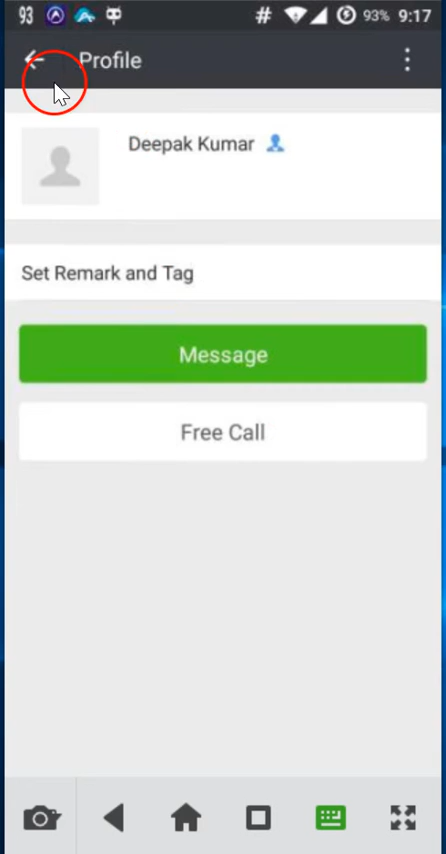 93 # 93% 9:17
Profile
Deepak Kumar
Set Remark and Tag
Message
Free Call